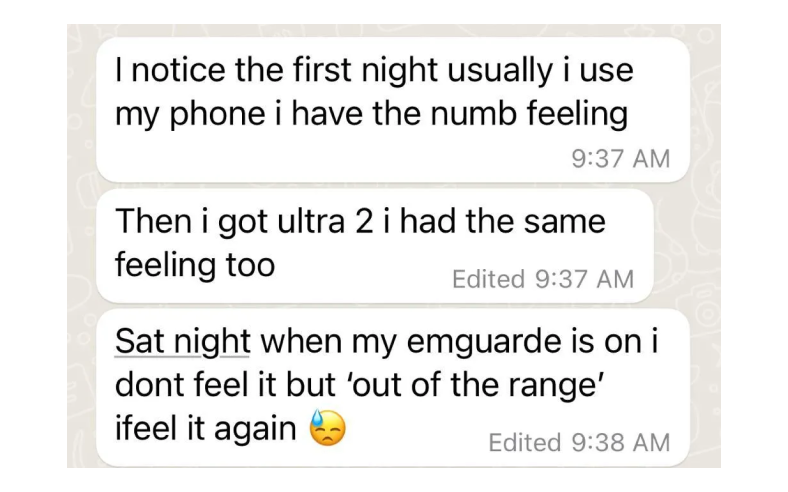 I notice the first night usually i use
my phone i have the numb feeling
9:37 AM
Then i got ultra 2 i had the same
feeling too
Edited 9:37 AM
Sat night when my emguarde is on i
dont feel it but ‘out of the range’
ifeel it again 😓
Edited 9:38 AM